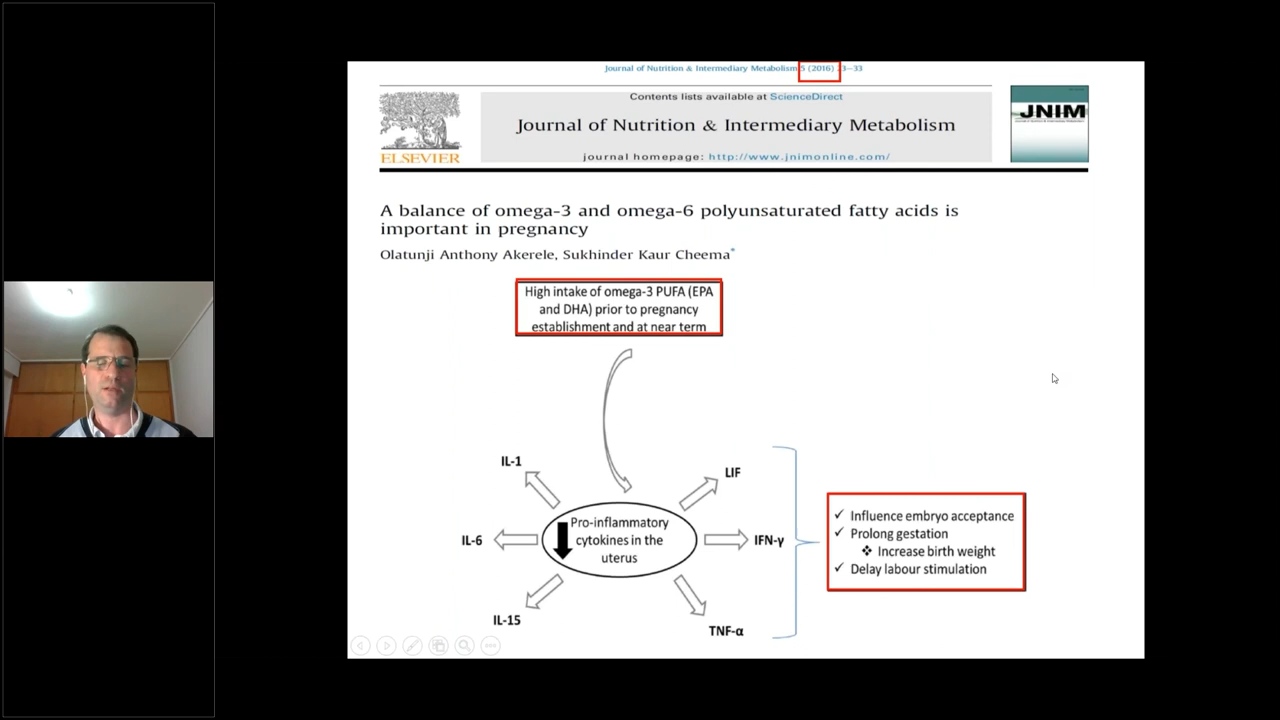 Journal of Nutrition & Intermediary Metabolism 5 (2016) 3–33
Contents lists available at ScienceDirect
Journal of Nutrition & Intermediary Metabolism
journal homepage: http://www.jnimonline.com/
ELSEVIER
JNIM
A balance of omega-3 and omega-6 polyunsaturated fatty acids is
important in pregnancy
Olatunji Anthony Akerele, Sukhinder Kaur Cheema*
High intake of omega-3 PUFA (EPA
and DHA) prior to pregnancy
establishment and at near term
IL-1
LIF
Pro-inflammatory
cytokines in the
uterus
IL-6
IFN-γ
IL-15
TNF-α
✓ Influence embryo acceptance
✓ Prolong gestation
❖ Increase birth weight
✓ Delay labour stimulation